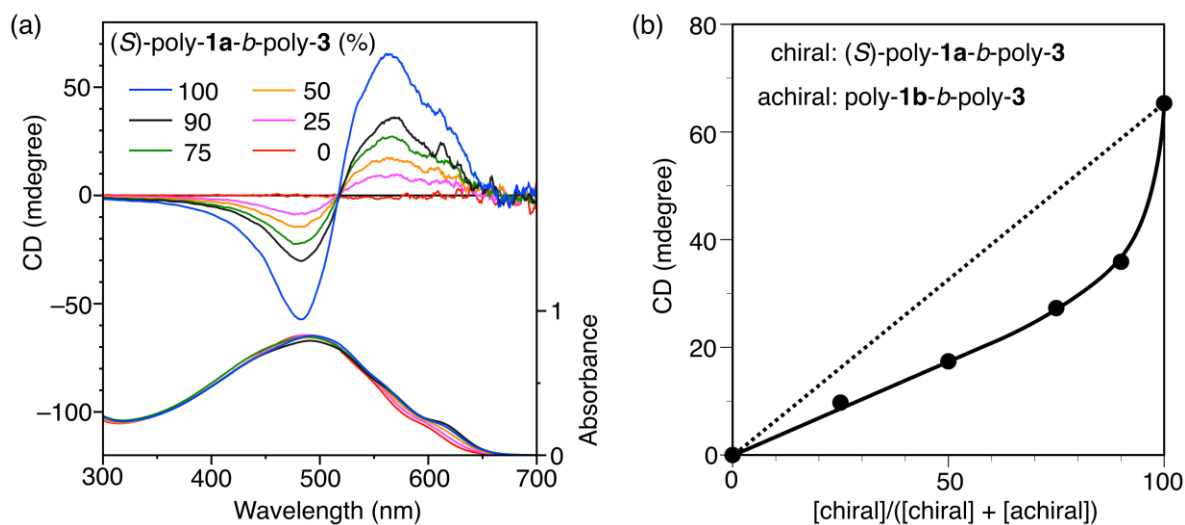 (a)
(S)-poly-1a-b-poly-3 (%)
100 50
90 25
75 0
50
0
−50
−100
CD (mdegree)
1
0
Absorbance
300 400 500 600 700
Wavelength (nm)
(b)
chiral: (S)-poly-1a-b-poly-3
achiral: poly-1b-b-poly-3
80
60
40
20
0
CD (mdegree)
0 50 100
[chiral]/([chiral] + [achiral])